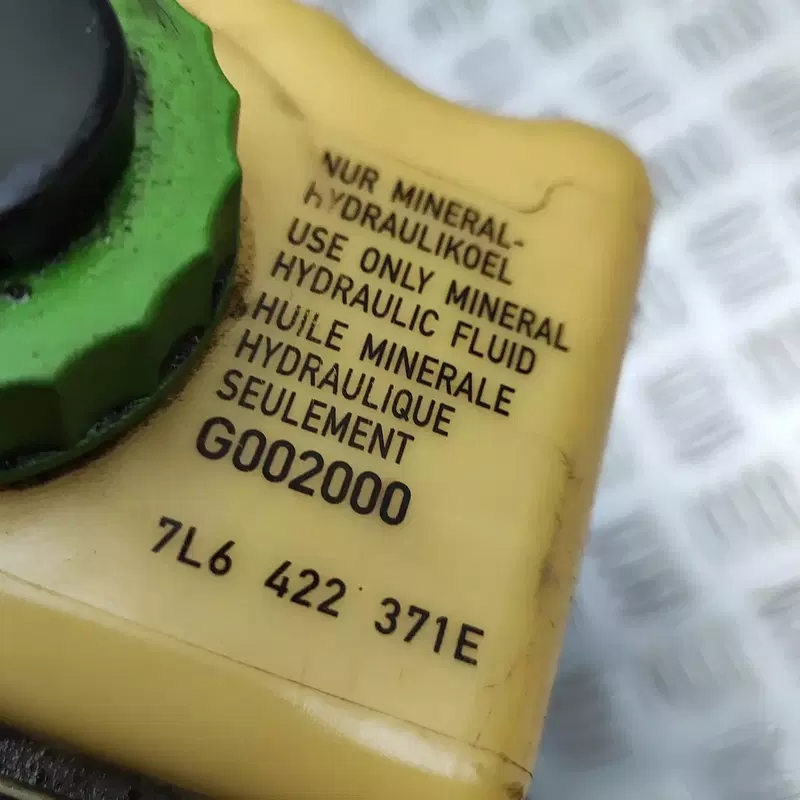 NUR MINERAL-
HYDRAULIKOEL
USE ONLY MINERAL
HYDRAULIC FLUID
HUILE MINERALE
HYDRAULIQUE
SEULEMENT
G002000
7L6 422 371E